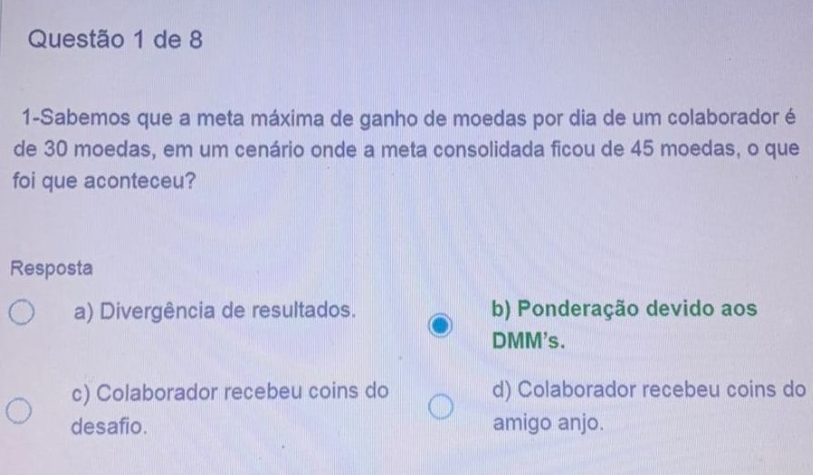 Questão 1 de 8
1-Sabemos que a meta máxima de ganho de moedas por dia de um colaborador é
de 30 moedas, em um cenário onde a meta consolidada ficou de 45 moedas, o que
foi que aconteceu?
Resposta
a) Divergência de resultados.
b) Ponderação devido aos
DMM's.
c) Colaborador recebeu coins do
desafio.
d) Colaborador recebeu coins do
amigo anjo.